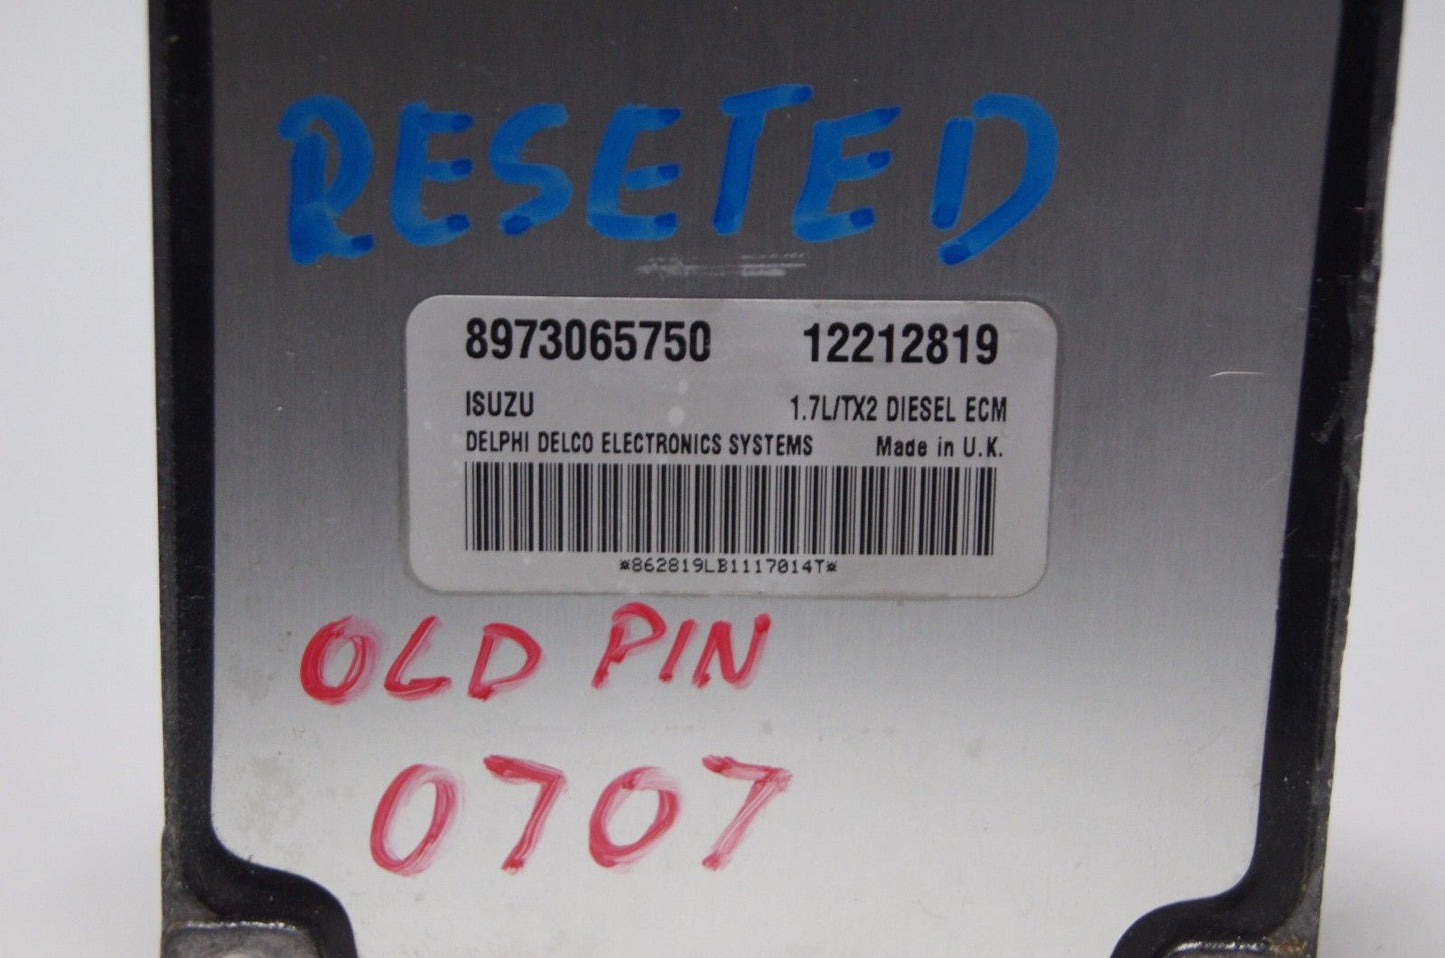 RESETED
8973065750 12212819
ISUZU 1.7L/TX2 DIESEL ECM
DELPHI DELCO ELECTRONICS SYSTEMS Made in U.K.
*862819LB1117014T*
OLD PIN
0707